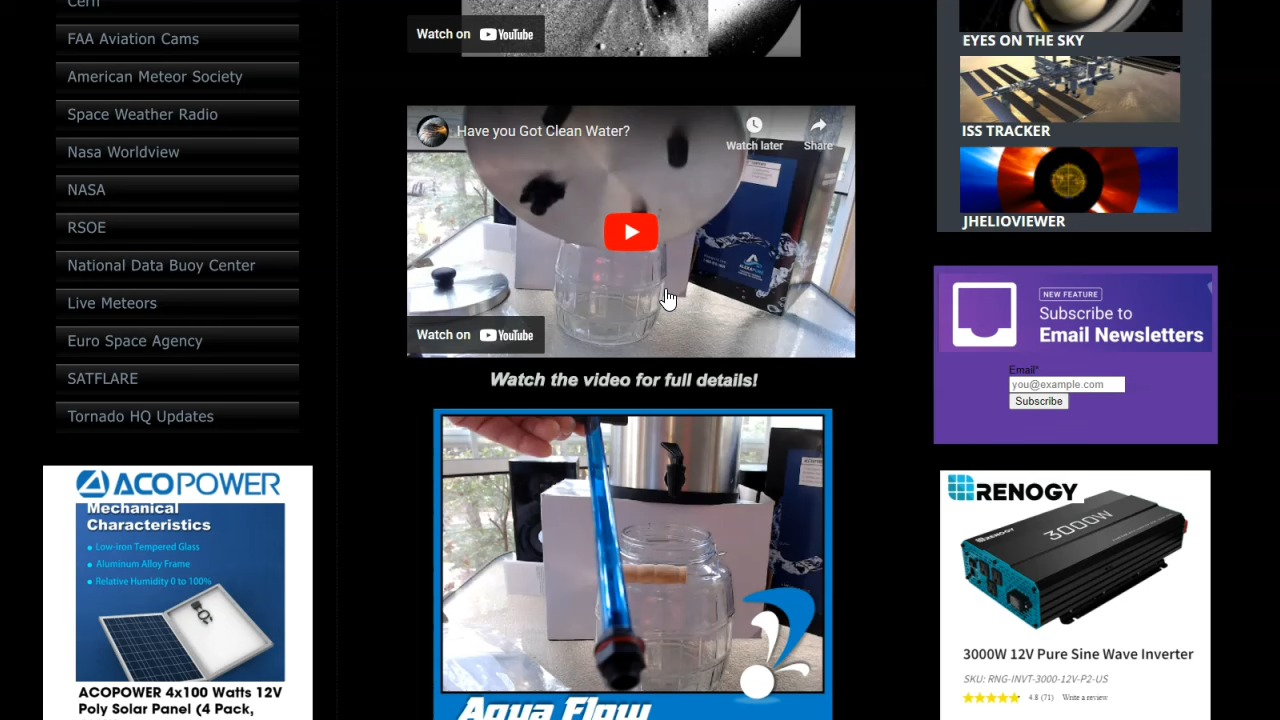 Cern
FAA Aviation Cams
American Meteor Society
Space Weather Radio
Nasa Worldview
NASA
RSOE
National Data Buoy Center
Live Meteors
Euro Space Agency
SATFLARE
Tornado HQ Updates
ACOPOWER
Mechanical
Characteristics
Low-iron Tempered Glass
Aluminum Alloy Frame
Relative Humidity 0 to 100%
ACOPOWER 4x100 Watts 12V
Poly Solar Panel (4 Pack,
Watch on YouTube
Have you Got Clean Water?
Watch later
Share
Watch on YouTube
Watch the video for full details!
Aqua Flow
EYES ON THE SKY
ISS TRACKER
JHELIOVIEWER
NEW FEATURE
Subscribe to
Email Newsletters
Email*
you@example.com
Subscribe
RENOGY
RENOGY
3000W
3000W 12V Pure Sine Wave Inverter
SKU: RNG-INVT-3000-12V-P2-US
4.8 (71) Write a review